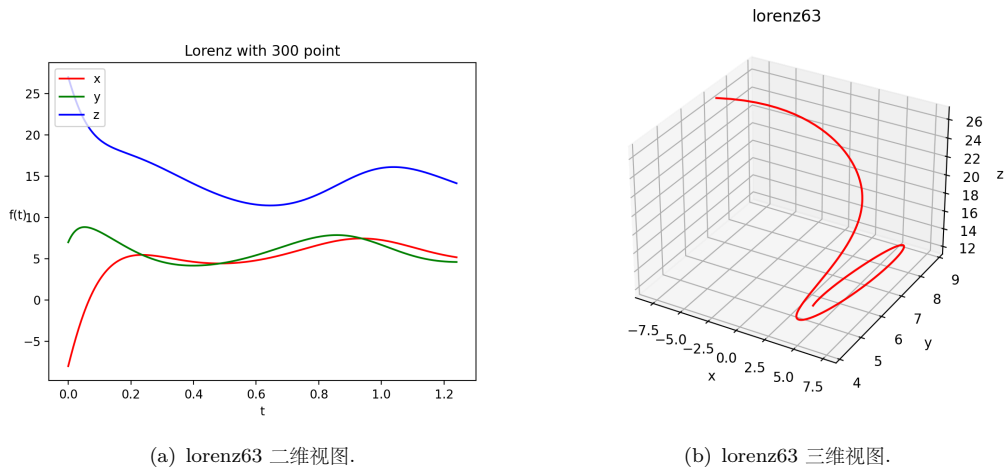 Lorenz with 300 point
x
y
z
25
20
15
10
5
0
−5
f(t)
0.0 0.2 0.4 0.6 0.8 1.0 1.2
t
(a) lorenz63 二维视图.
lorenz63
26
24
22
20
18
16
14
12
z
−7.5 −5.0 −2.5 0.0 2.5 5.0 7.5
x
4 5 6 7 8 9
y
(b) lorenz63 三维视图.